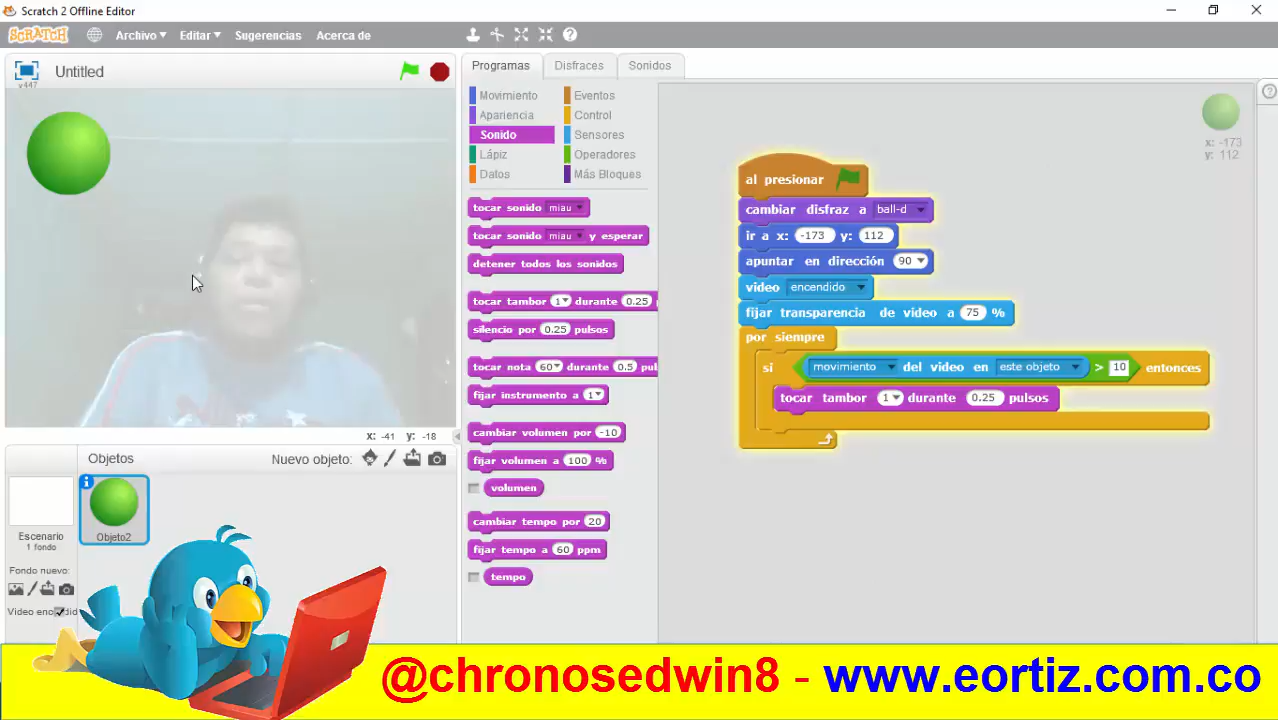 Scratch 2 Offline Editor
SCRATCH Archivo Editar Sugerencias Acerca de
Untitled
v447
Programas Disfraces Sonidos
Movimiento Eventos
Apariencia Control
Sonido Sensores
Lápiz Operadores
Datos Más Bloques
tocar sonido miau
tocar sonido miau y esperar
detener todos los sonidos
tocar tambor 1 durante 0.25
silencio por 0.25 pulsos
tocar nota 60 durante 0.5 pul
fijar instrumento a 1
cambiar volumen por -10
fijar volumen a 100 %
volumen
cambiar tempo por 20
fijar tempo a 60 ppm
tempo
x: -173
y: 112
al presionar
cambiar disfraz a ball-d
ir a x: -173 y: 112
apuntar en dirección 90
video encendido
fijar transparencia de video a 75 %
por siempre
si movimiento del video en este objeto > 10 entonces
tocar tambor 1 durante 0.25 pulsos
x: -41 y: -18
Objetos Nuevo objeto:
Escenario
1 fondo
Objeto2
Fondo nuevo:
@chronosedwin8 - www.eortiz.com.co